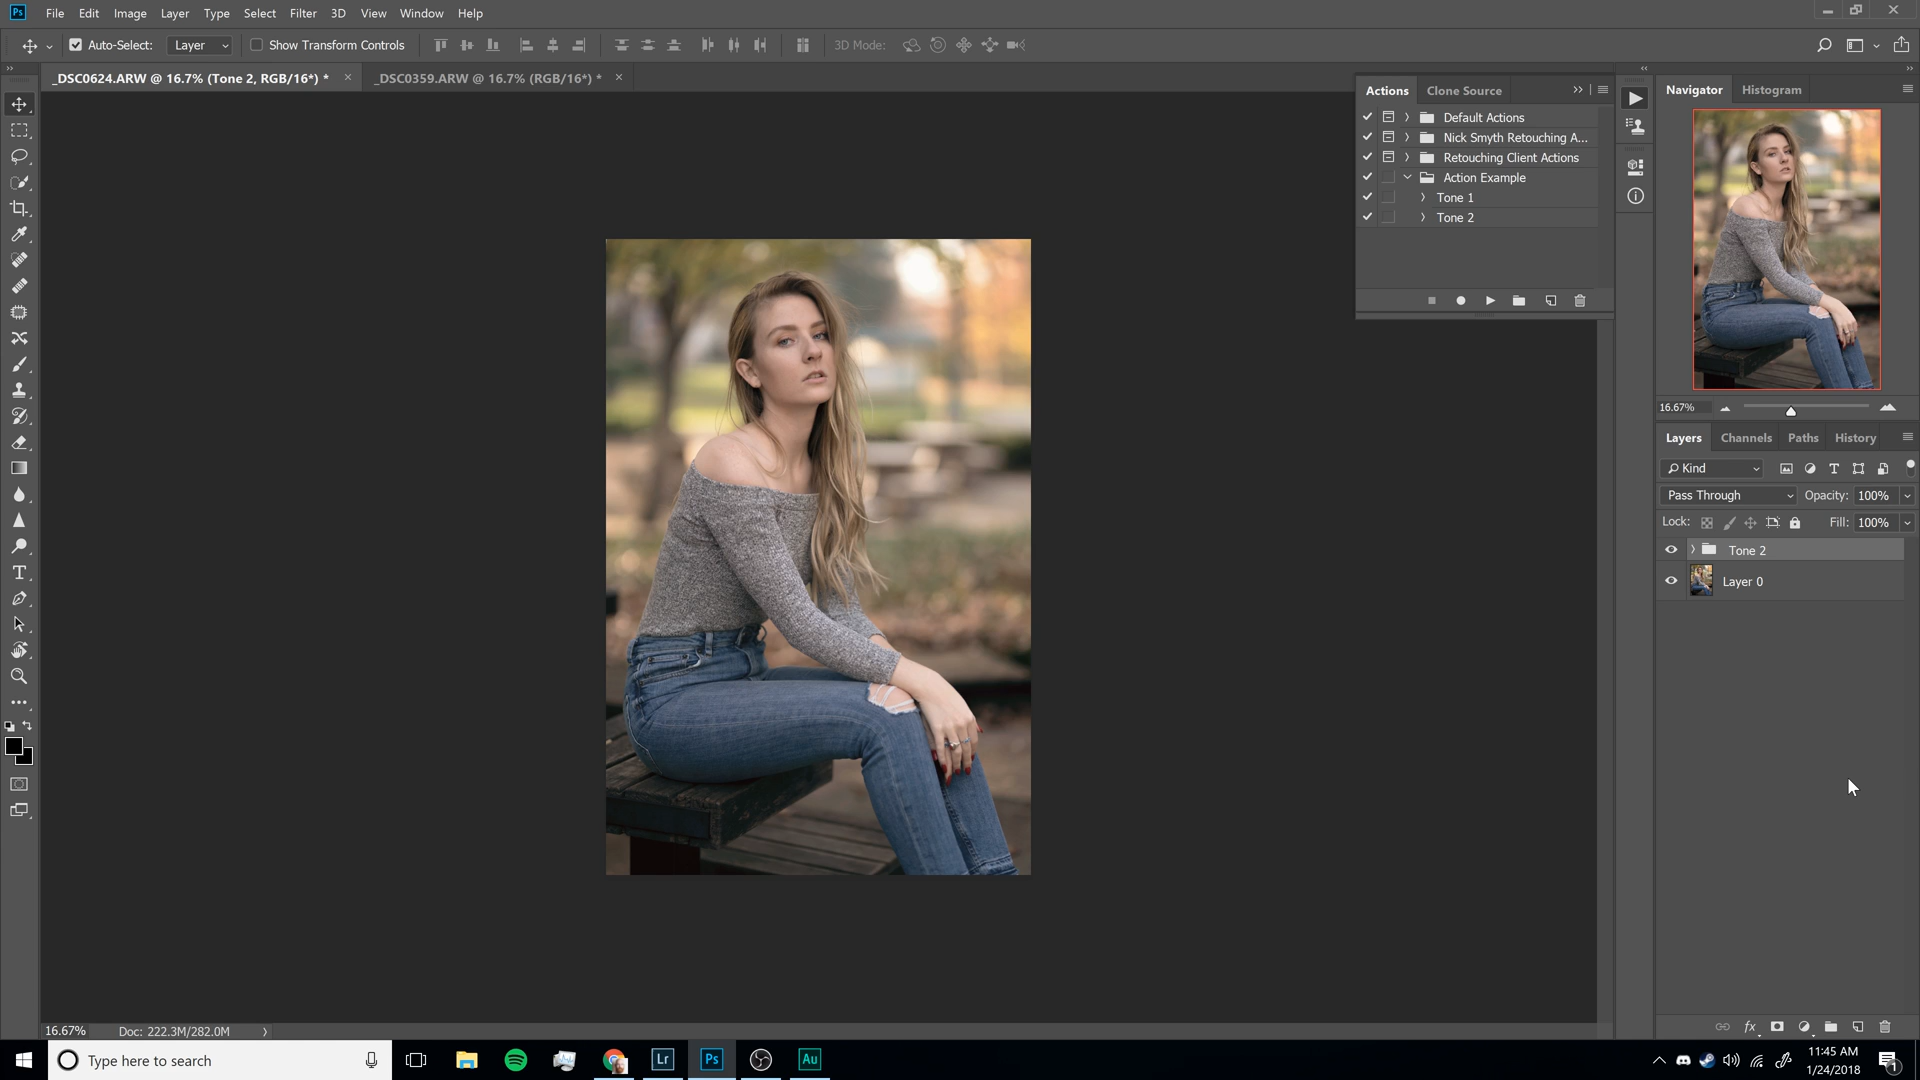 Ps File Edit Image Layer Type Select Filter 3D View Window Help
Auto-Select: Layer Show Transform Controls 3D Mode:
_DSC0624.ARW @ 16.7% (Tone 2, RGB/16*) * _DSC0359.ARW @ 16.7% (RGB/16*) *
Actions Clone Source
Default Actions
Nick Smyth Retouching A...
Retouching Client Actions
Action Example
Tone 1
Tone 2
Navigator Histogram
16.67%
Layers Channels Paths History
Kind
Pass Through Opacity: 100%
Lock: Fill: 100%
Tone 2
Layer 0
fx
16.67% Doc: 222.3M/282.0M
Type here to search
Lr Ps Au
11:45 AM
1/24/2018
1